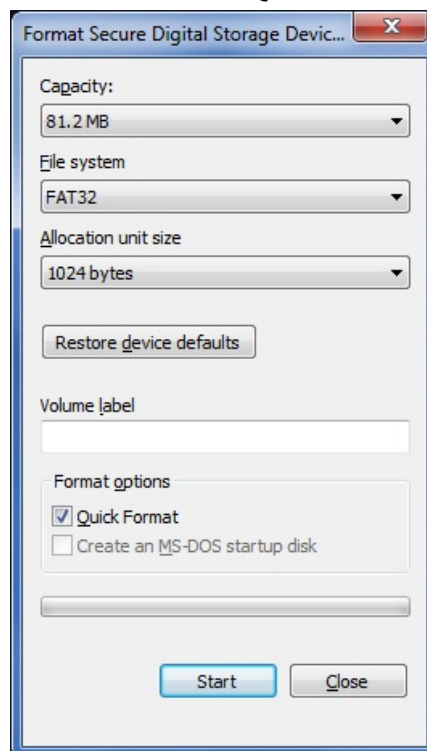 Format Secure Digital Storage Devic...
Capacity:
81.2 MB
File system
FAT32
Allocation unit size
1024 bytes
Restore device defaults
Volume label
Format options
Quick Format
Create an MS-DOS startup disk
Start Close